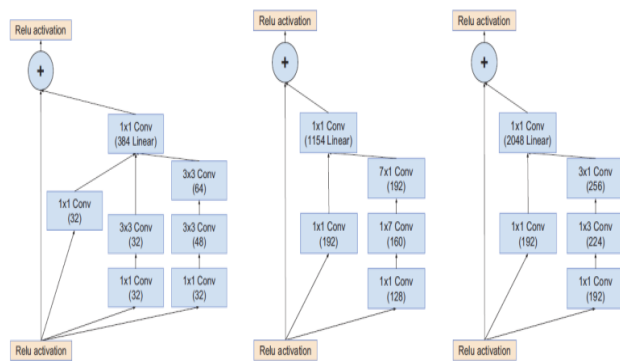 Relu activation
+
1x1 Conv
(384 Linear)
3x3 Conv
(64)
1x1 Conv
(32)
3x3 Conv
(32)
3x3 Conv
(48)
1x1 Conv
(32)
1x1 Conv
(32)
Relu activation
Relu activation
+
1x1 Conv
(1154 Linear)
7x1 Conv
(192)
1x1 Conv
(192)
1x7 Conv
(160)
1x1 Conv
(128)
Relu activation
Relu activation
+
1x1 Conv
(2048 Linear)
3x1 Conv
(256)
1x1 Conv
(192)
1x3 Conv
(224)
1x1 Conv
(192)
Relu activation